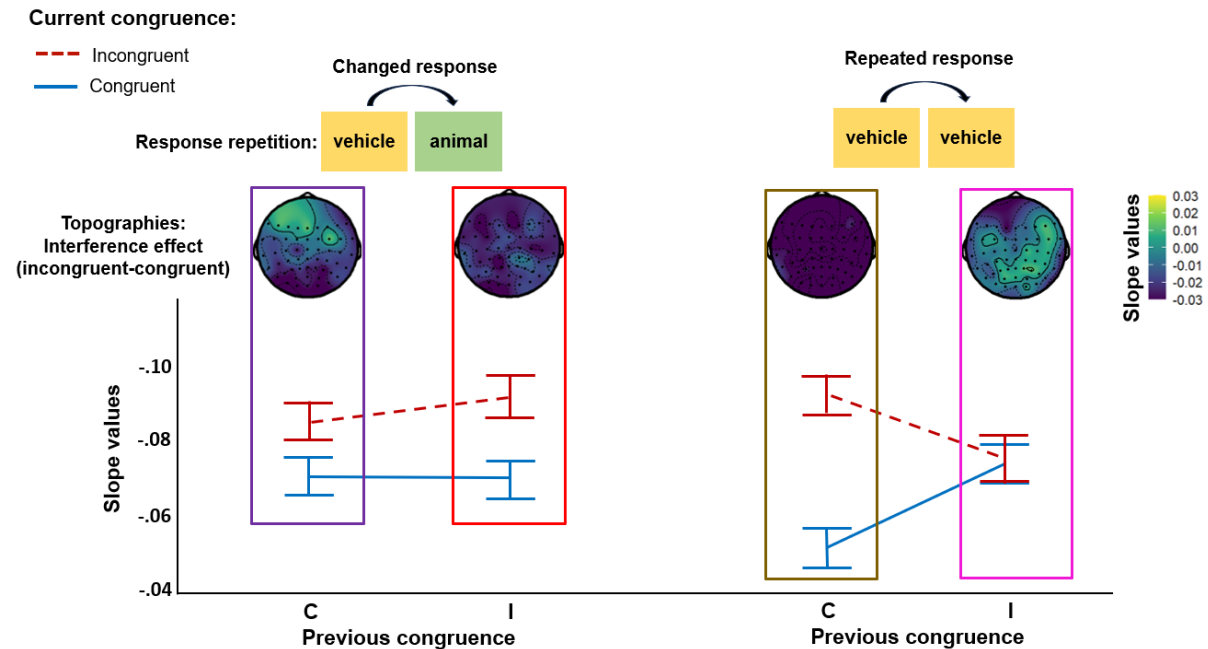 Current congruence:
Incongruent
Congruent
Changed response
Repeated response
Response repetition:
vehicle
animal
vehicle
vehicle
Topographies:
Interference effect
(incongruent-congruent)
Slope values
0.03
0.02
0.01
0.00
-0.01
-0.02
-0.03
Slope values
-.10
-.08
-.06
-.04
C
I
C
I
Previous congruence
Previous congruence